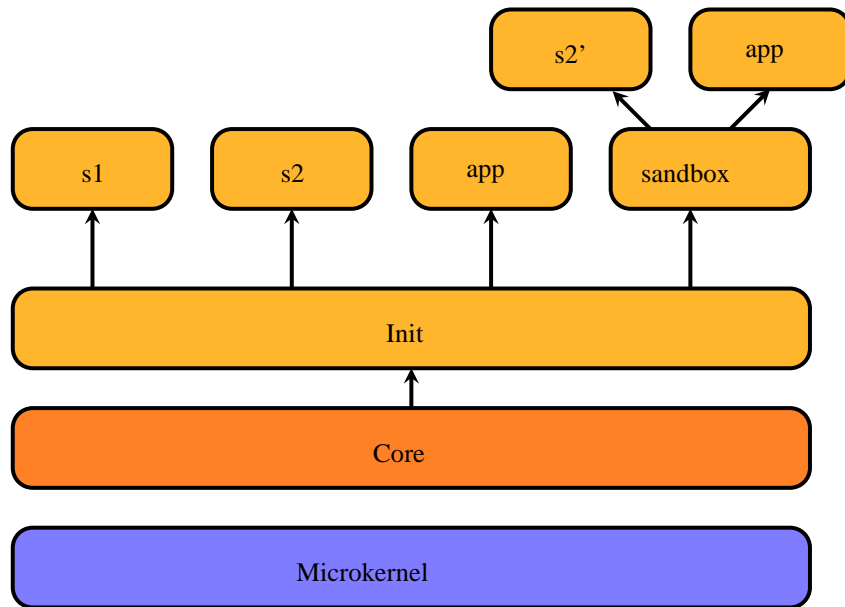 s2’
app
s1
s2
app
sandbox
Init
Core
Microkernel